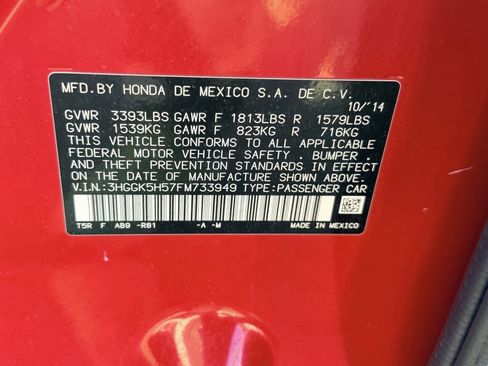 MFD.BY HONDA DE MEXICO S.A. DE C.V.
10/'14
GVWR 3393LBS GAWR F 1813LBS R 1579LBS
GVWR 1539KG GAWR F 823KG R 716KG
THIS VEHICLE CONFORMS TO ALL APPLICABLE
FEDERAL MOTOR VEHICLE SAFETY . BUMPER .
AND THEFT PREVENTION STANDARDS IN EFFECT
ON THE DATE OF MANUFACTURE SHOWN ABOVE .
V.I.N:3HGGK5H57FM733949 TYPE:PASSENGER CAR
T5R F AB9 -R81 -A -M MADE IN MEXICO